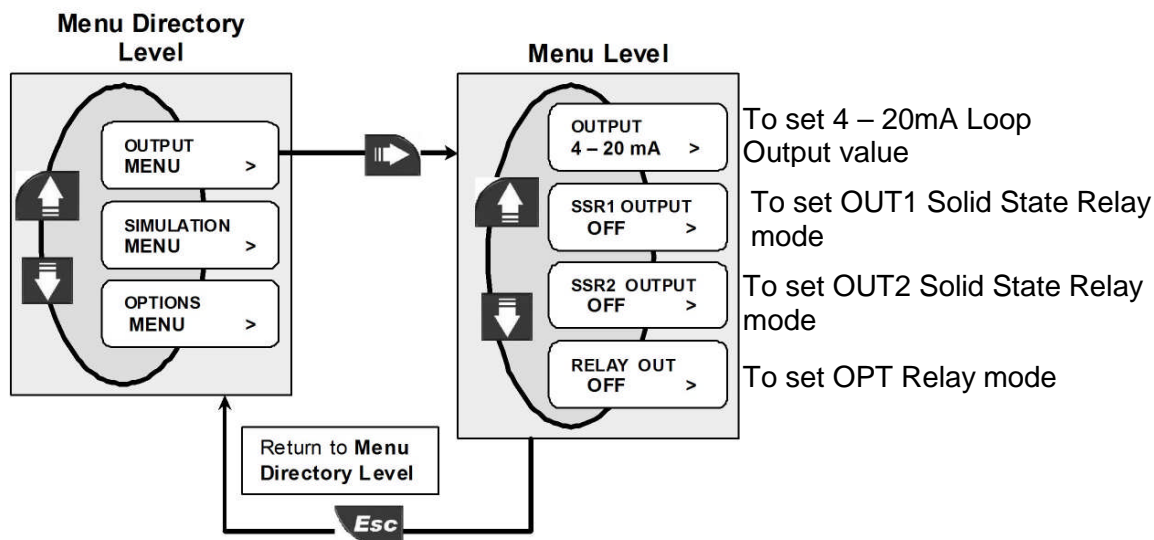 Menu Directory
Level
OUTPUT
MENU >
SIMULATION
MENU >
OPTIONS
MENU >
Menu Level
OUTPUT
4 – 20 mA >
SSR1 OUTPUT
OFF >
SSR2 OUTPUT
OFF >
RELAY OUT
OFF >
To set 4 – 20mA Loop
Output value
To set OUT1 Solid State Relay
mode
To set OUT2 Solid State Relay
mode
To set OPT Relay mode
Return to Menu
Directory Level
Esc